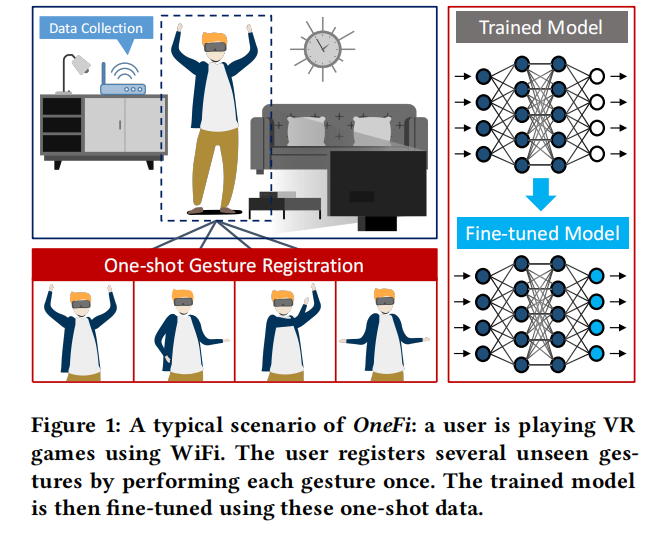 Data Collection
One-shot Gesture Registration
Trained Model
Fine-tuned Model
Figure 1: A typical scenario of OneFi: a user is playing VR
games using WiFi. The user registers several unseen ges-
tures by performing each gesture once. The trained model
is then fine-tuned using these one-shot data.